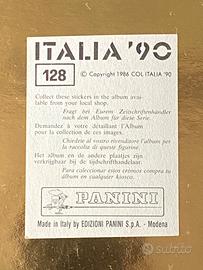 ITALIA '90
128
© Copyright 1986 COL ITALIA '90
Collect these stickers in the album avai-
lable from your local shop.
Fragt bei Eurem Zeitschriftenhändler
nach dem Album für diese Serie.
Demandez à votre détaillant l'Album
pour la collection de ces images.
Chiedete al vostro rivenditore l'album per
la raccolta di queste figurine.
Het album en de andere plaatjes zijn
verkrijgbaar bij de tijdschrifthandelaar.
Para coleccionar estos cromos compra tu
álbum en cualquier kiosco.
PANINI
Made in Italy by EDIZIONI PANINI S.p.A. - Modena
subito